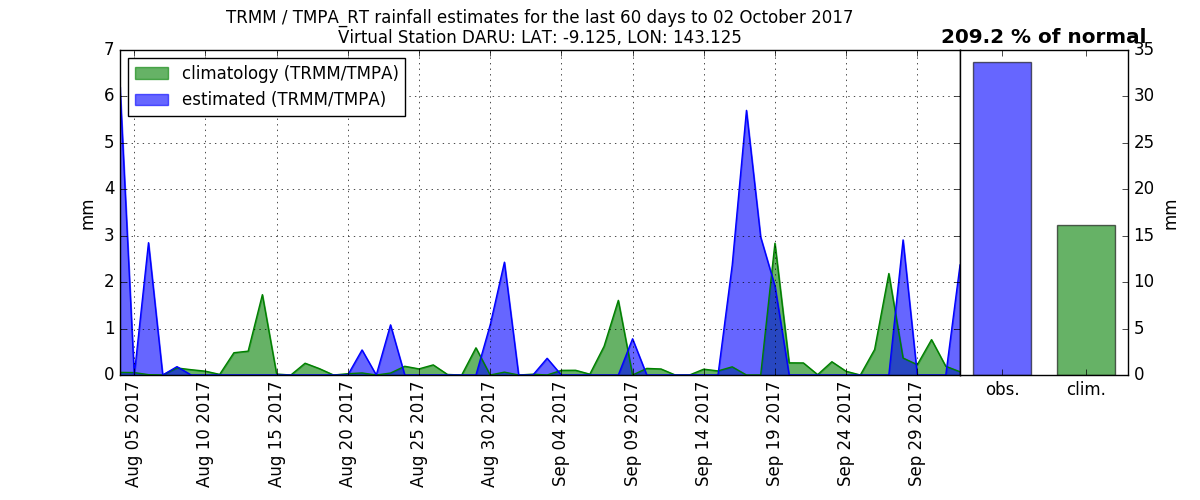 TRMM / TMPA_RT rainfall estimates for the last 60 days to 02 October 2017
Virtual Station DARU: LAT: -9.125, LON: 143.125
209.2 % of normal
climatology (TRMM/TMPA)
estimated (TRMM/TMPA)
7
6
5
4
3
2
1
0
mm
35
30
25
20
15
10
5
0
mm
Aug 05 2017
Aug 10 2017
Aug 15 2017
Aug 20 2017
Aug 25 2017
Aug 30 2017
Sep 04 2017
Sep 09 2017
Sep 14 2017
Sep 19 2017
Sep 24 2017
Sep 29 2017
obs.
clim.